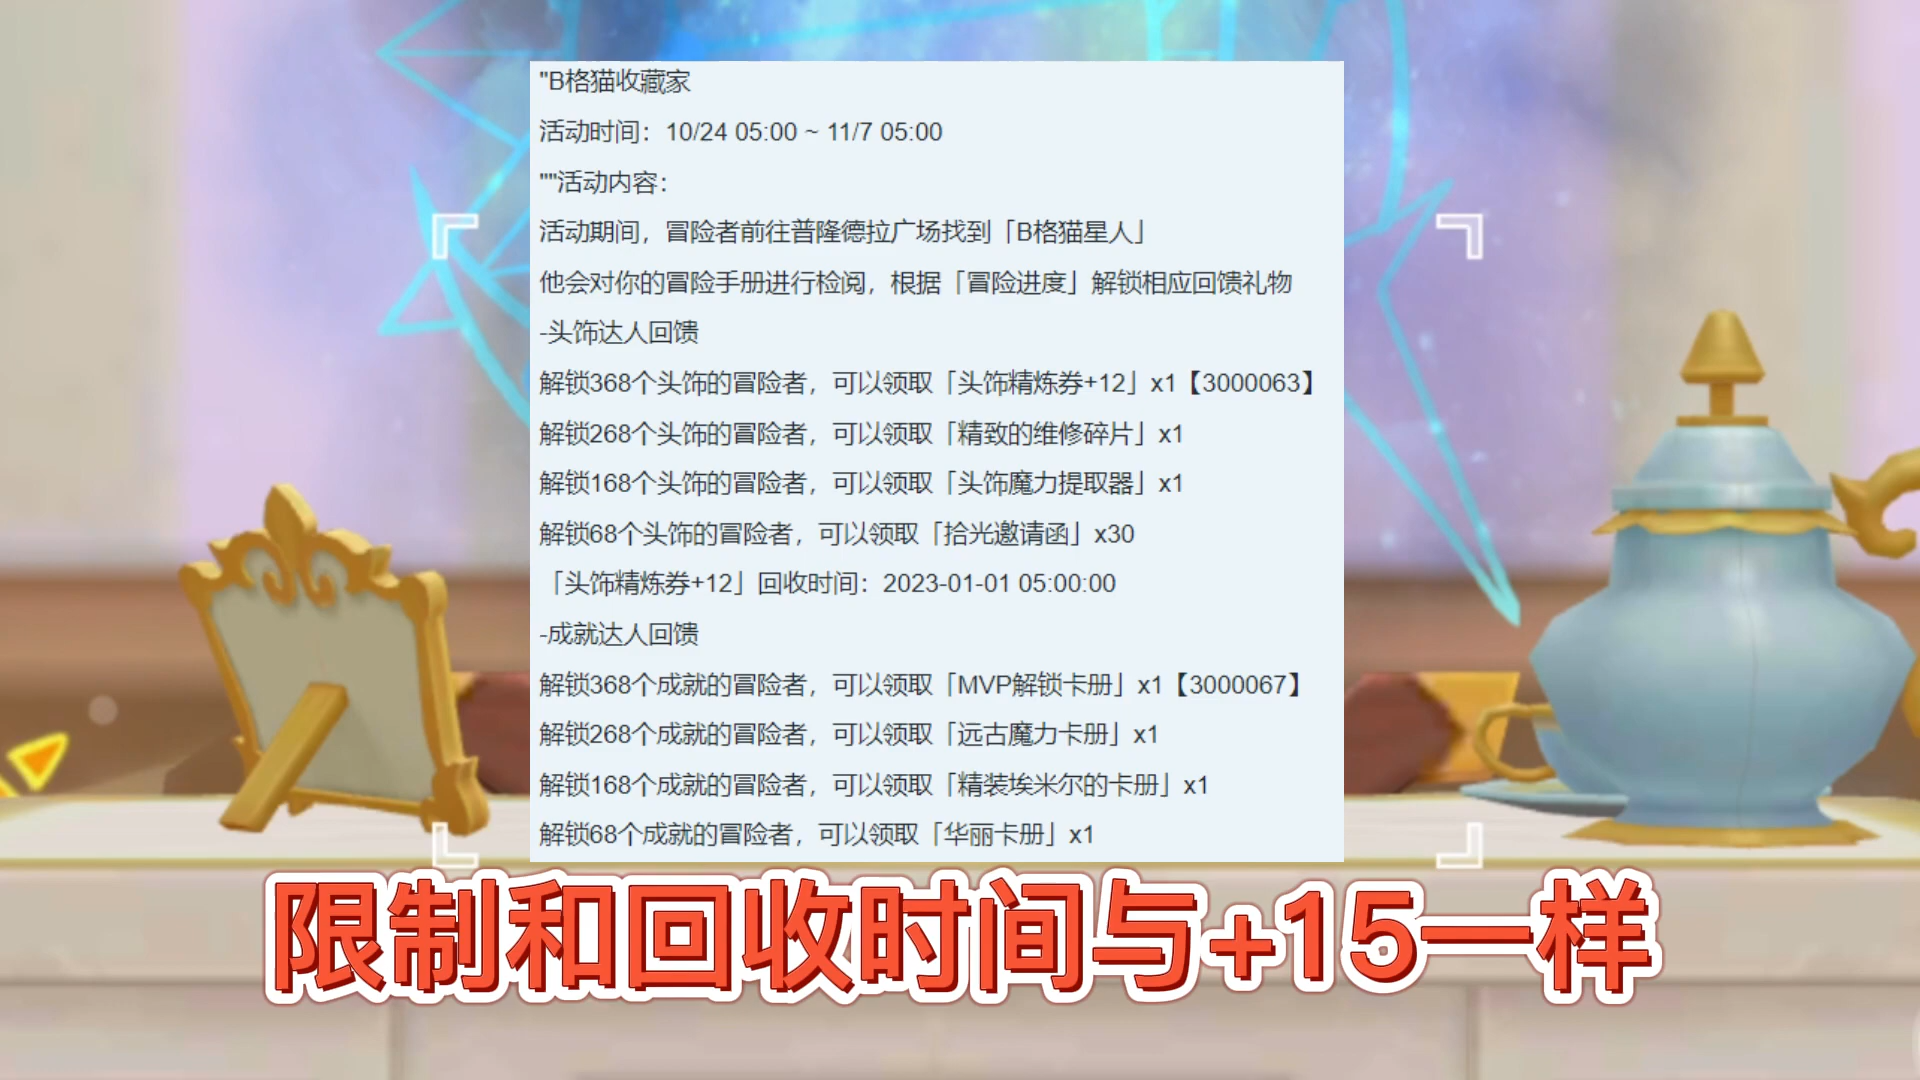 "B格猫收藏家
活动时间：10/24 05:00 ~ 11/7 05:00
""活动内容：
活动期间，冒险者前往普隆德拉广场找到「B格猫星人」
他会对你的冒险手册进行检阅，根据「冒险进度」解锁相应回馈礼物
-头饰达人回馈
解锁368个头饰的冒险者，可以领取「头饰精炼券+12」x1【3000063】
解锁268个头饰的冒险者，可以领取「精致的维修碎片」x1
解锁168个头饰的冒险者，可以领取「头饰魔力提取器」x1
解锁68个头饰的冒险者，可以领取「拾光邀请函」x30
「头饰精炼券+12」回收时间：2023-01-01 05:00:00
-成就达人回馈
解锁368个成就的冒险者，可以领取「MVP解锁卡册」x1【3000067】
解锁268个成就的冒险者，可以领取「远古魔力卡册」x1
解锁168个成就的冒险者，可以领取「精装埃米尔的卡册」x1
解锁68个成就的冒险者，可以领取「华丽卡册」x1
限制和回收时间与+15一样